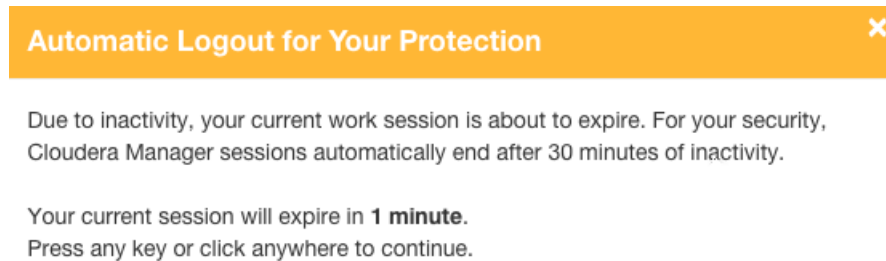 Automatic Logout for Your Protection
Due to inactivity, your current work session is about to expire. For your security,
Cloudera Manager sessions automatically end after 30 minutes of inactivity.
Your current session will expire in 1 minute.
Press any key or click anywhere to continue.